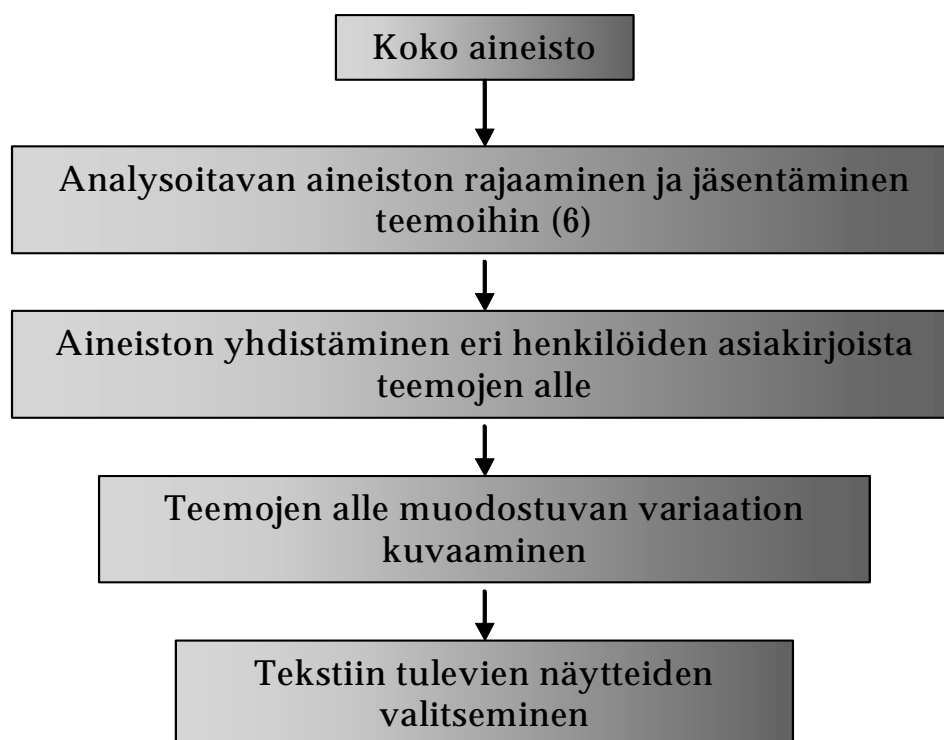 Koko aineisto
Analysoitavan aineiston rajaaminen ja jäsentäminen
teemoihin (6)
Aineiston yhdistäminen eri henkilöiden asiakirjoista
teemojen alle
Teemojen alle muodostuvan variaation
kuvaaminen
Tekstiin tulevien näytteiden
valitseminen